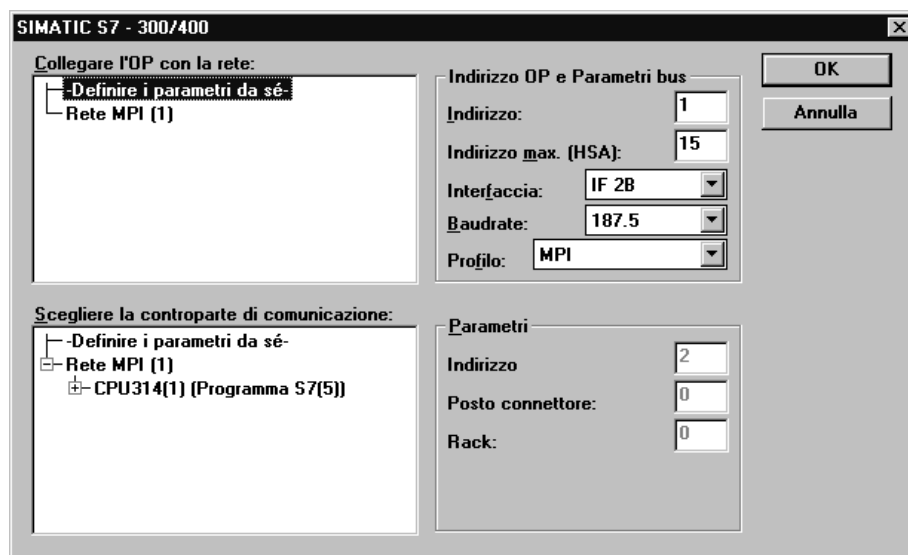 SIMATIC S7 - 300/400
Collegare l'OP con la rete:
-Definire i parametri da sé-
Rete MPI (1)
Indirizzo OP e Parametri bus
Indirizzo: 1
Indirizzo max. (HSA): 15
Interfaccia: IF 2B
Baudrate: 187.5
Profilo: MPI
OK
Annulla
Scegliere la controparte di comunicazione:
-Definire i parametri da sé-
Rete MPI (1)
CPU314(1) (Programma S7(5))
Parametri
Indirizzo 2
Posto connettore: 0
Rack: 0